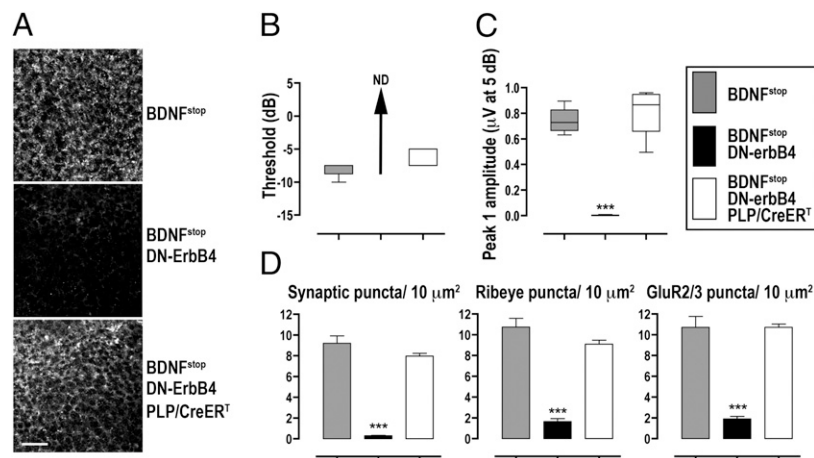 A
BDNFstop
BDNFstop
DN-ErbB4
BDNFstop
DN-ErbB4
PLP/CreERT
B
ND
Threshold (dB)
5
0
-5
-10
-15
C
Peak 1 amplitude (μV at 5 dB)
1.0
0.8
0.6
0.4
0.2
0.0
***
BDNFstop
BDNFstop
DN-erbB4
BDNFstop
DN-erbB4
PLP/CreERT
D
Synaptic puncta/ 10 μm2
12
10
8
6
4
2
0
***
Ribeye puncta/ 10 μm2
12
10
8
6
4
2
0
***
GluR2/3 puncta/ 10 μm2
12
10
8
6
4
2
0
***